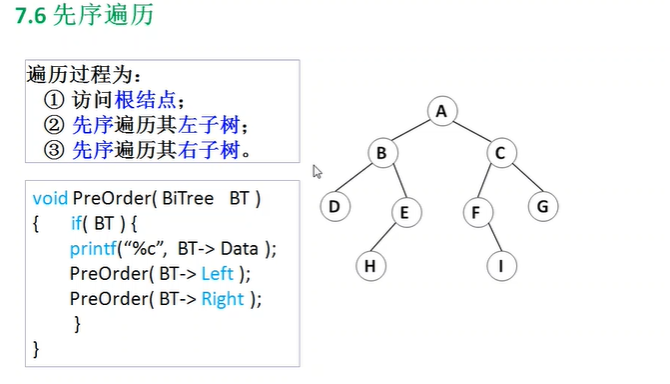 7.6 先序遍历
遍历过程为：
① 访问根结点；
② 先序遍历其左子树；
③ 先序遍历其右子树。
void PreOrder( BiTree BT )
{ if( BT ) {
printf(“%c”, BT-> Data );
PreOrder( BT-> Left );
PreOrder( BT-> Right );
}
}
A
B C
D E F G
H I